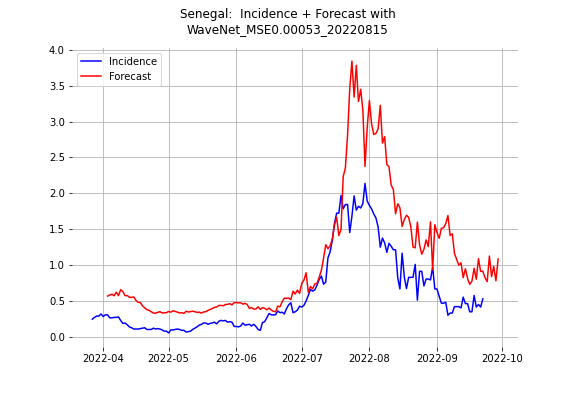 Senegal:  Incidence + Forecast with
WaveNet_MSE0.00053_20220815
Incidence
Forecast
4.0
3.5
3.0
2.5
2.0
1.5
1.0
0.5
0.0
2022-04 2022-05 2022-06 2022-07 2022-08 2022-09 2022-10